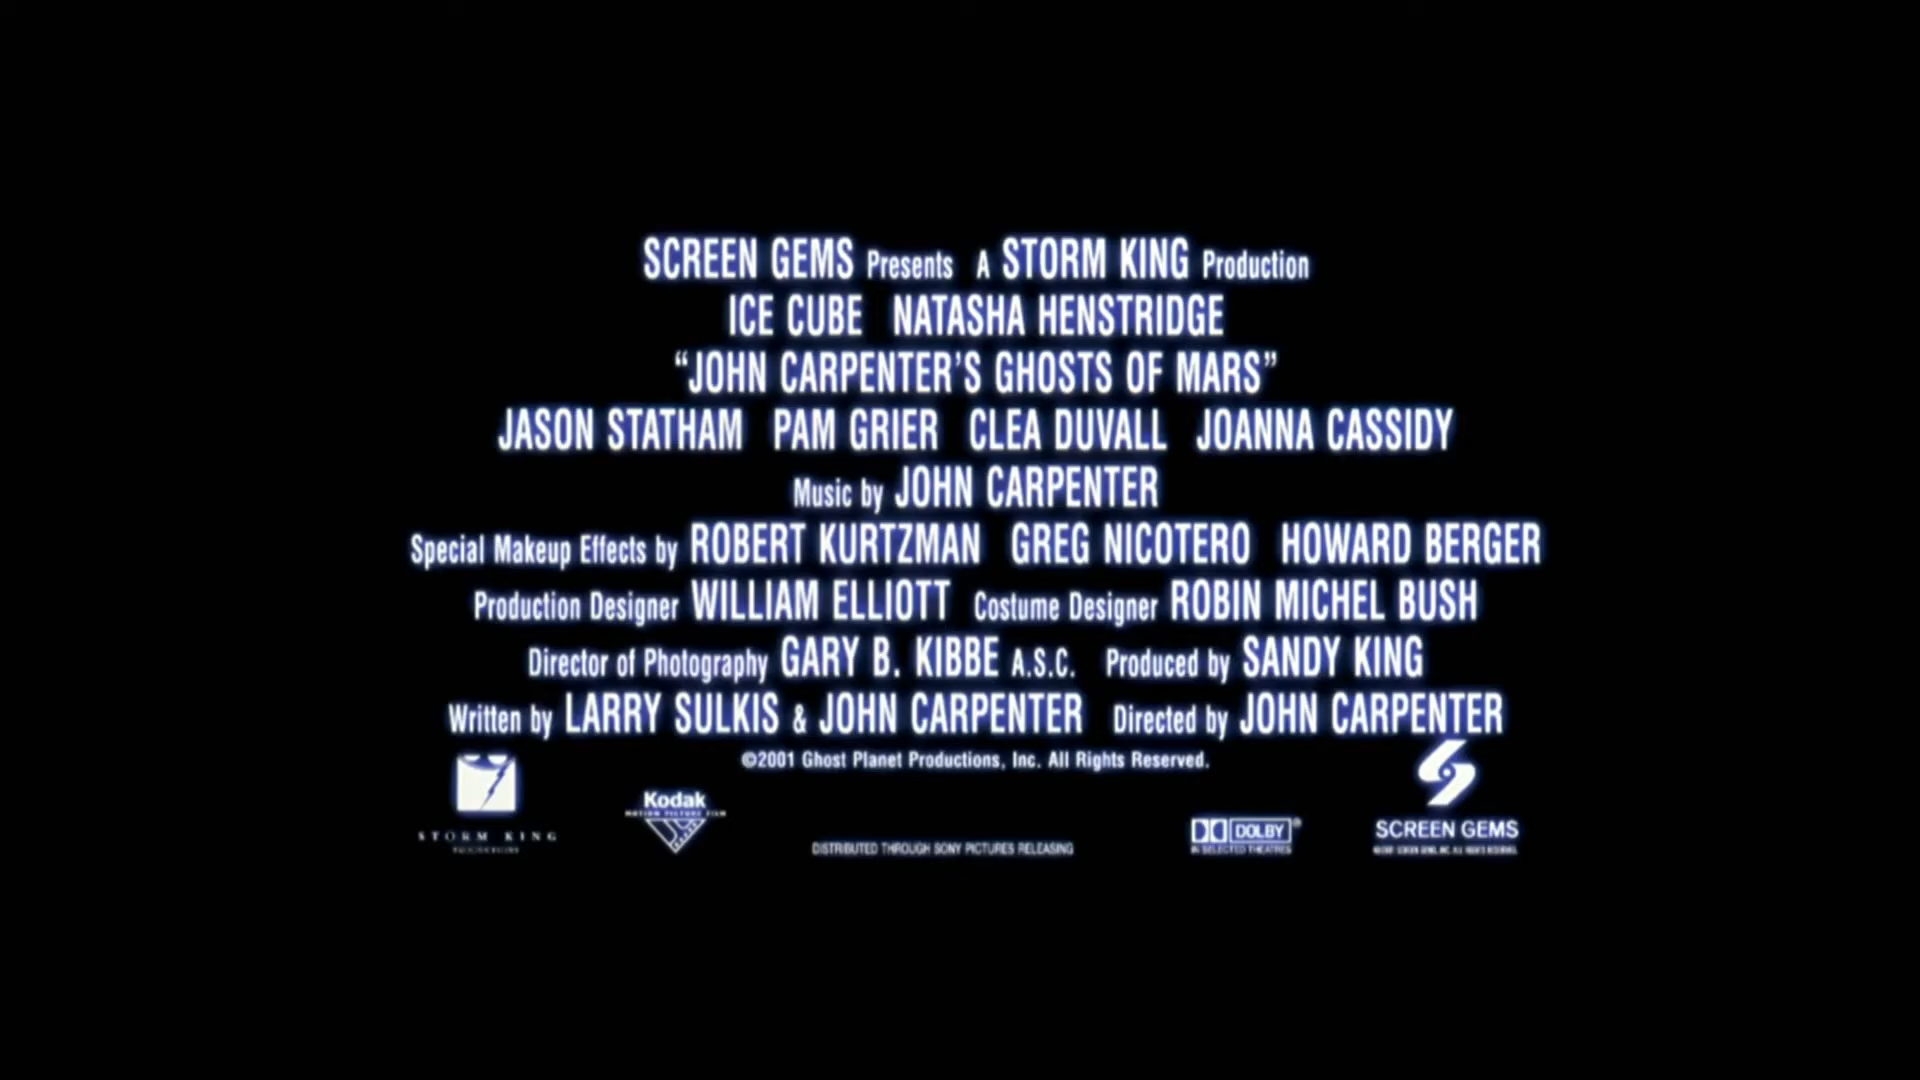 SCREEN GEMS Presents A STORM KING Production
ICE CUBE NATASHA HENSTRIDGE
“JOHN CARPENTER’S GHOSTS OF MARS”
JASON STATHAM PAM GRIER CLEA DUVALL JOANNA CASSIDY
Music by JOHN CARPENTER
Special Makeup Effects by ROBERT KURTZMAN GREG NICOTERO HOWARD BERGER
Production Designer WILLIAM ELLIOTT Costume Designer ROBIN MICHEL BUSH
Director of Photography GARY B. KIBBE A.S.C. Produced by SANDY KING
Written by LARRY SULKIS & JOHN CARPENTER Directed by JOHN CARPENTER
©2001 Ghost Planet Productions, Inc. All Rights Reserved.
STORM KING
Kodak
MOTION PICTURE FILM
DISTRIBUTED THROUGH SONY PICTURES RELEASING
DOLBY®
IN SELECTED THEATRES
SCREEN GEMS